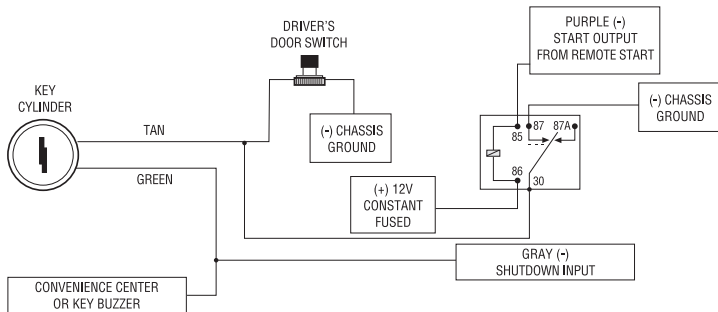 DRIVER'S
DOOR SWITCH
PURPLE (-)
START OUTPUT
FROM REMOTE START
KEY
CYLINDER
TAN
(-) CHASSIS
GROUND
(-) CHASSIS
GROUND
87 87A
85
86
30
GREEN
(+) 12V
CONSTANT
FUSED
GRAY (-)
SHUTDOWN INPUT
CONVENIENCE CENTER
OR KEY BUZZER